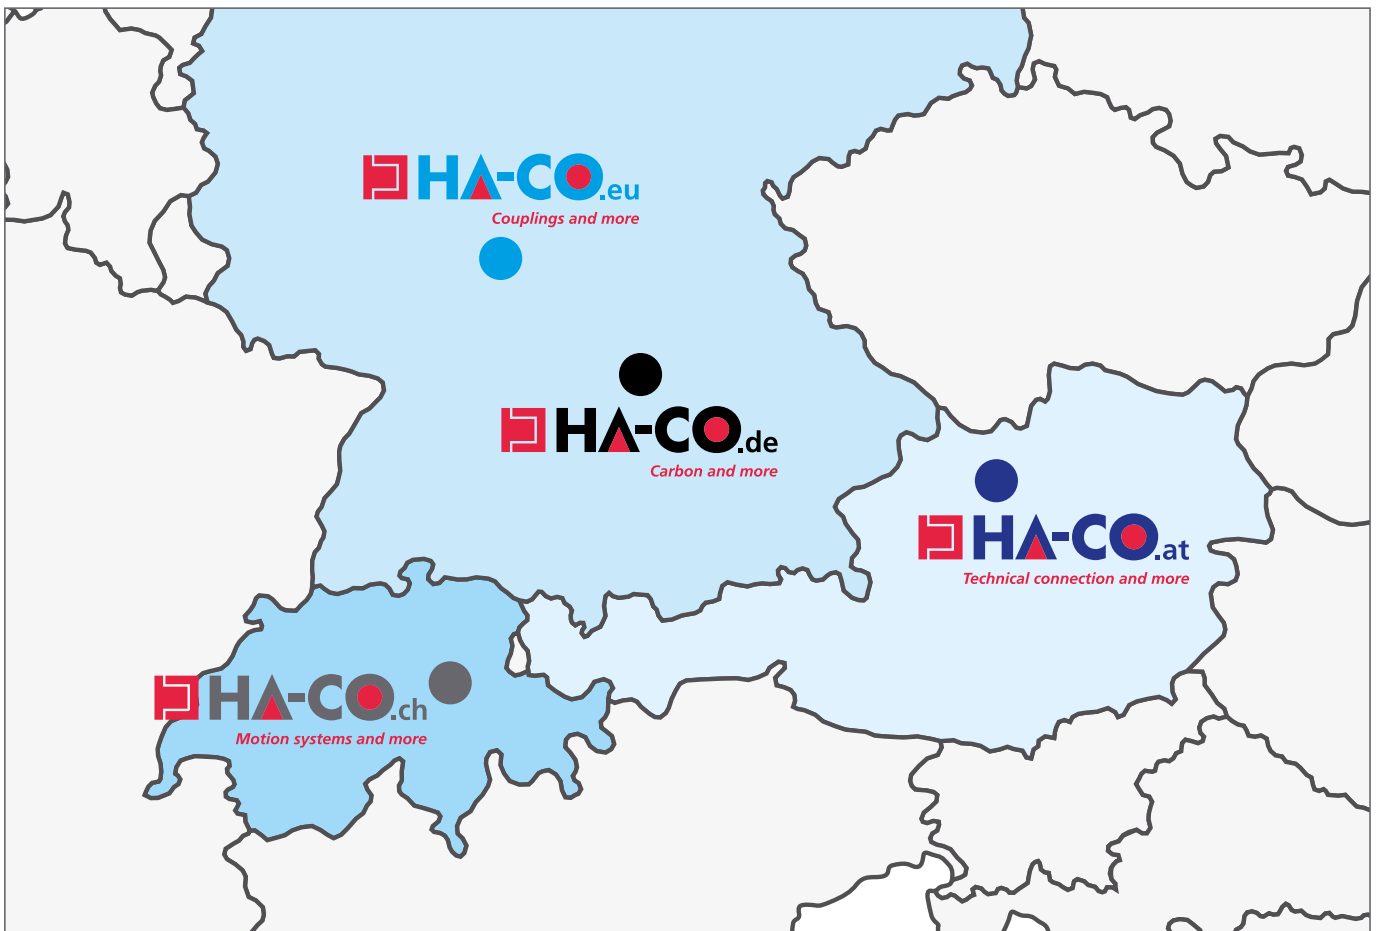 HA-CO.eu
Couplings and more
HA-CO.de
Carbon and more
HA-CO.at
Technical connection and more
HA-CO.ch
Motion systems and more